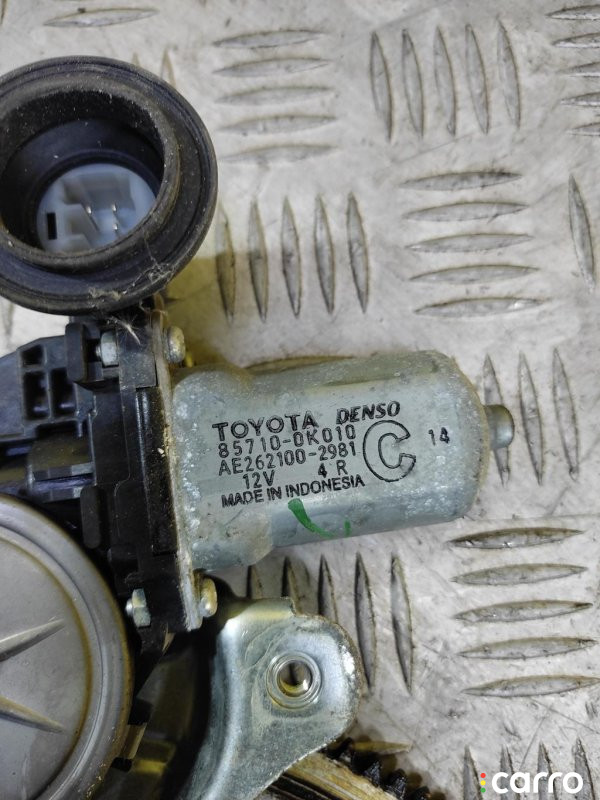 TOYOTA DENSO
85710-0K010
AE262100-2981
12V 4 R
C 14
MADE IN INDONESIA
carro